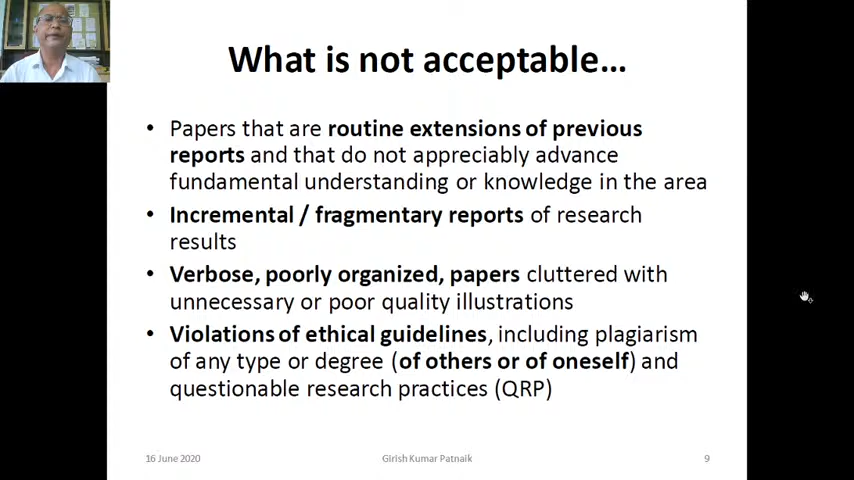 What is not acceptable…
• Papers that are routine extensions of previous
reports and that do not appreciably advance
fundamental understanding or knowledge in the area
• Incremental / fragmentary reports of research
results
• Verbose, poorly organized, papers cluttered with
unnecessary or poor quality illustrations
• Violations of ethical guidelines, including plagiarism
of any type or degree (of others or of oneself) and
questionable research practices (QRP)
16 June 2020
Girish Kumar Patnaik
9